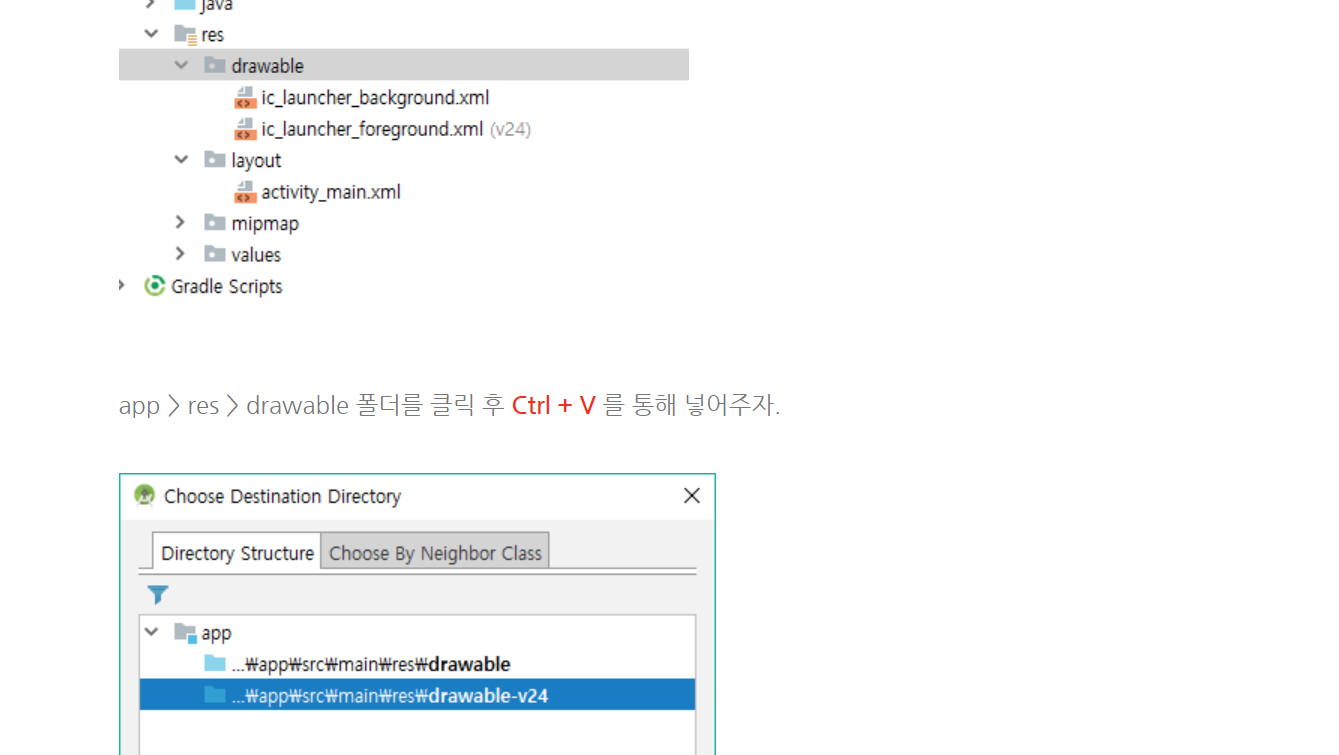 java
res
drawable
ic_launcher_background.xml
ic_launcher_foreground.xml (v24)
layout
activity_main.xml
mipmap
values
Gradle Scripts
app > res > drawable 폴더를 클릭 후 Ctrl + V 를 통해 넣어주자.
Choose Destination Directory
Directory Structure Choose By Neighbor Class
app
...₩app₩src₩main₩res₩drawable
...₩app₩src₩main₩res₩drawable-v24